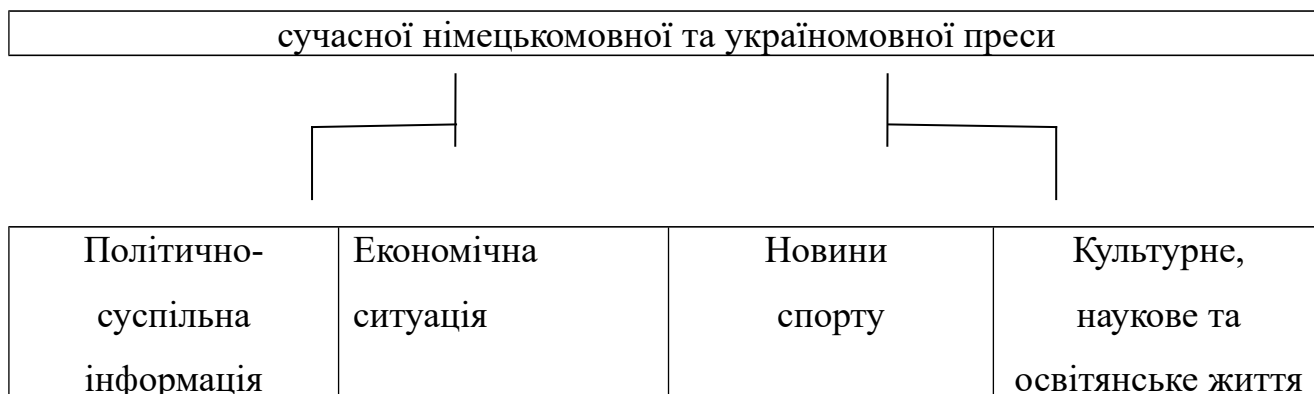 сучасної німецькомовної та україномовної преси
Політично-
суспільна
інформація
Економічна
ситуація
Новини
спорту
Культурне,
наукове та
освітянське життя